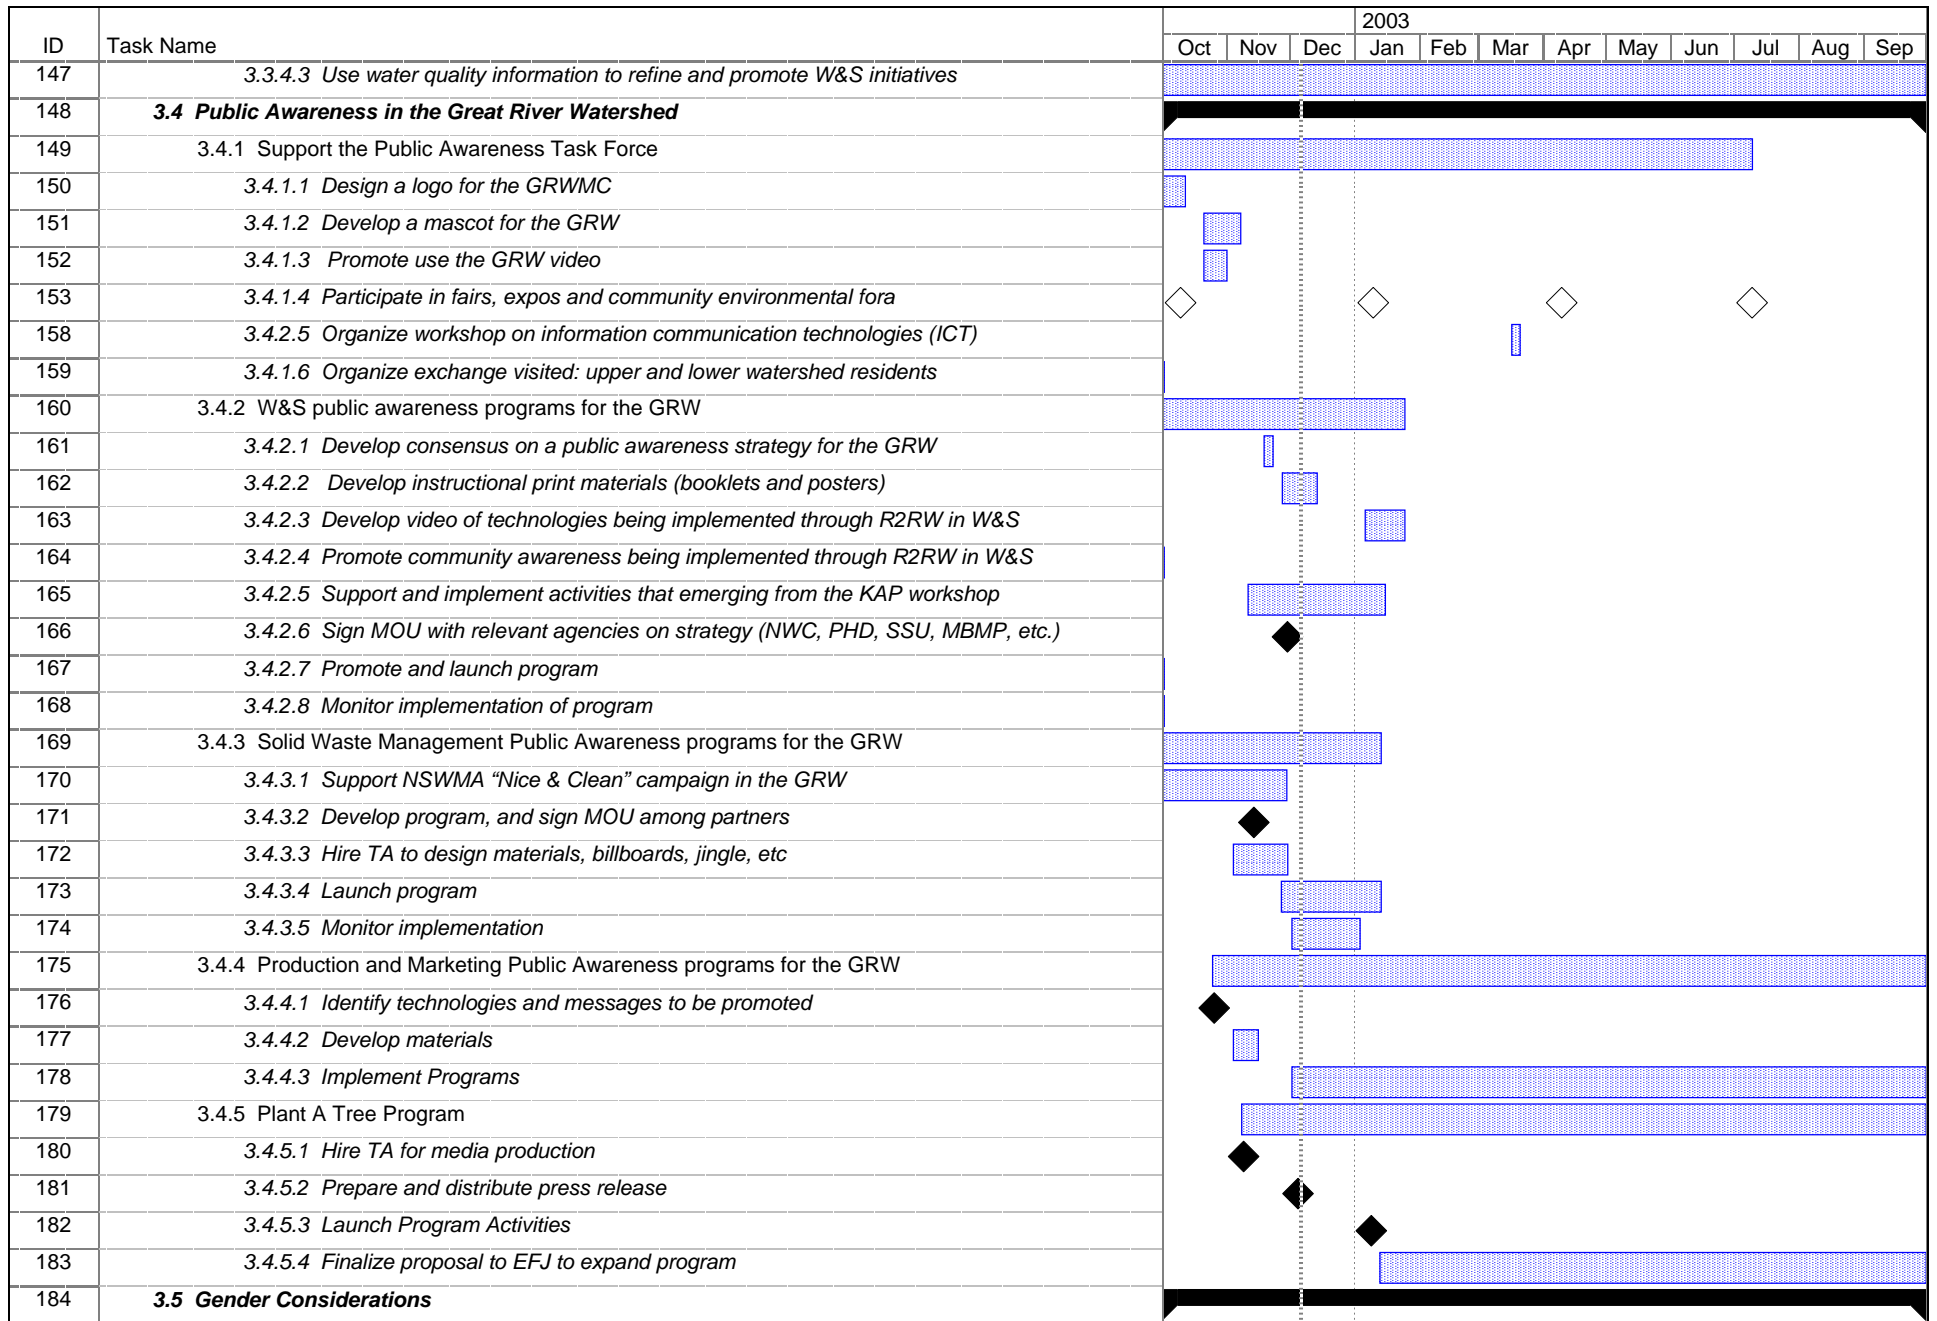 2003
ID Task Name Oct Nov Dec Jan Feb Mar Apr May Jun Jul Aug Sep
147 3.3.4.3 Use water quality information to refine and promote W&S initiatives
148 3.4 Public Awareness in the Great River Watershed
149 3.4.1 Support the Public Awareness Task Force
150 3.4.1.1 Design a logo for the GRWMC
151 3.4.1.2 Develop a mascot for the GRW
152 3.4.1.3 Promote use the GRW video
153 3.4.1.4 Participate in fairs, expos and community environmental fora
158 3.4.2.5 Organize workshop on information communication technologies (ICT)
159 3.4.1.6 Organize exchange visited: upper and lower watershed residents
160 3.4.2 W&S public awareness programs for the GRW
161 3.4.2.1 Develop consensus on a public awareness strategy for the GRW
162 3.4.2.2 Develop instructional print materials (booklets and posters)
163 3.4.2.3 Develop video of technologies being implemented through R2RW in W&S
164 3.4.2.4 Promote community awareness being implemented through R2RW in W&S
165 3.4.2.5 Support and implement activities that emerging from the KAP workshop
166 3.4.2.6 Sign MOU with relevant agencies on strategy (NWC, PHD, SSU, MBMP, etc.)
167 3.4.2.7 Promote and launch program
168 3.4.2.8 Monitor implementation of program
169 3.4.3 Solid Waste Management Public Awareness programs for the GRW
170 3.4.3.1 Support NSWMA “Nice & Clean” campaign in the GRW
171 3.4.3.2 Develop program, and sign MOU among partners
172 3.4.3.3 Hire TA to design materials, billboards, jingle, etc
173 3.4.3.4 Launch program
174 3.4.3.5 Monitor implementation
175 3.4.4 Production and Marketing Public Awareness programs for the GRW
176 3.4.4.1 Identify technologies and messages to be promoted
177 3.4.4.2 Develop materials
178 3.4.4.3 Implement Programs
179 3.4.5 Plant A Tree Program
180 3.4.5.1 Hire TA for media production
181 3.4.5.2 Prepare and distribute press release
182 3.4.5.3 Launch Program Activities
183 3.4.5.4 Finalize proposal to EFJ to expand program
184 3.5 Gender Considerations